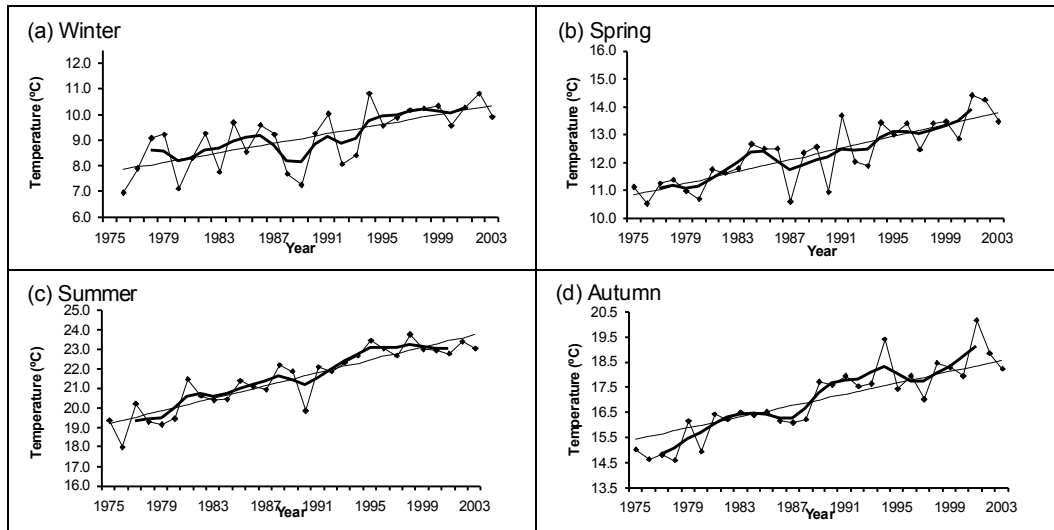 (a) Winter
12.0
11.0
10.0
9.0
8.0
7.0
6.0
Temperature (ºC)
1975 1979 1983 1987 1991 1995 1999 2003
Year
(b) Spring
16.0
15.0
14.0
13.0
12.0
11.0
10.0
Temperature (ºC)
1975 1979 1983 1987 1991 1995 1999 2003
Year
(c) Summer
25.0
24.0
23.0
22.0
21.0
20.0
19.0
18.0
17.0
16.0
Temperature (ºC)
1975 1979 1983 1987 1991 1995 1999 2003
Year
(d) Autumn
20.5
19.5
18.5
17.5
16.5
15.5
14.5
13.5
Temperature (ºC)
1975 1979 1983 1987 1991 1995 1999 2003
Year